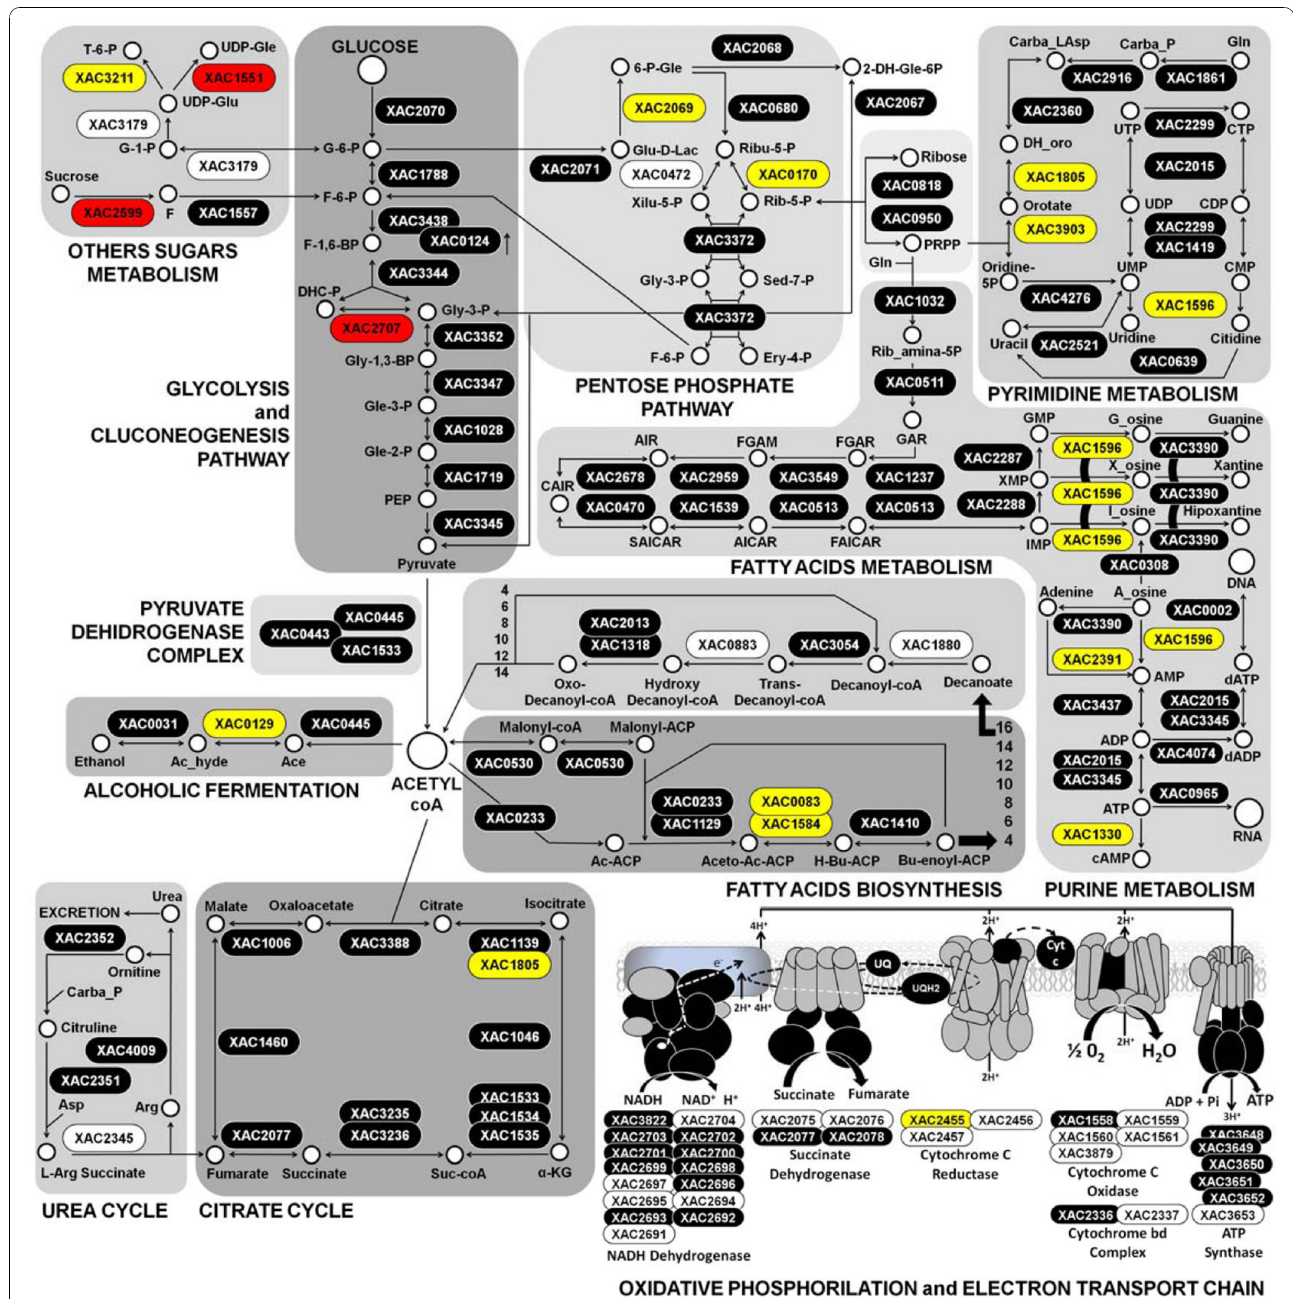 T-6-P
UDP-Gle
XAC3211
XAC1551
UDP-Glu
XAC3179
G-1-P
XAC3179
Sucrose
XAC2599
F
XAC1557
OTHERS SUGARS
METABOLISM
GLUCOSE
XAC2070
G-6-P
XAC1788
F-6-P
XAC3438
XAC0124
F-1,6-BP
XAC3344
DHC-P
Gly-3-P
XAC2707
XAC3352
Gly-1,3-BP
XAC3347
Gle-3-P
XAC1028
Gle-2-P
XAC1719
PEP
XAC3345
Pyruvate
GLYCOLYSIS
and
CLUCONEOGENESIS
PATHWAY
XAC2068
6-P-Gle
2-DH-Gle-6P
XAC2069
XAC0680
XAC2067
Glu-D-Lac
Ribu-5-P
XAC2071
XAC0472
XAC0170
Xilu-5-P
Rib-5-P
XAC3372
Gly-3-P
Sed-7-P
XAC3372
F-6-P
Ery-4-P
PENTOSE PHOSPHATE
PATHWAY
Ribose
XAC0818
XAC0950
PRPP
Gln
XAC1032
Rib_amina-5P
XAC0511
GAR
Carba_LAsp
Carba_P
Gln
XAC2916
XAC1861
XAC2360
UTP
XAC2299
CTP
DH_oro
XAC2015
XAC1805
Orotate
UDP
CDP
XAC3903
XAC2299
XAC1419
Oridine-
5P
UMP
CMP
XAC4276
XAC1596
Uracil
XAC2521
Uridine
Citidine
XAC0639
PYRIMIDINE METABOLISM
AIR
FGAM
FGAR
XAC2678
XAC2959
XAC3549
XAC1237
CAIR
XAC0470
XAC1539
XAC0513
XAC0513
SAICAR
AICAR
FAICAR
FATTY ACIDS METABOLISM
GMP
G_osine
Guanine
XAC2287
XAC1596
XAC3390
XMP
X_osine
Xantine
XAC2288
XAC1596
XAC3390
IMP
I_osine
Hipoxantine
XAC1596
XAC3390
XAC0308
DNA
Adenine
A_osine
XAC0002
XAC3390
XAC1596
XAC2391
AMP
dATP
XAC3437
XAC2015
XAC3345
ADP
dADP
XAC4074
XAC2015
XAC3345
ATP
XAC0965
RNA
XAC1330
cAMP
PURINE METABOLISM
PYRUVATE
DEHIDROGENASE
COMPLEX
XAC0445
XAC0443
XAC1533
4
6
8
10
12
14
XAC2013
XAC1318
XAC0883
XAC3054
XAC1880
Oxo-
Decanoyl-coA
Hydroxy
Decanoyl-coA
Trans-
Decanoyl-coA
Decanoyl-coA
Decanoate
XAC0031
XAC0129
XAC0445
Ethanol
Ac_hyde
Ace
ALCOHOLIC FERMENTATION
ACETYL
coA
Malonyl-coA
Malonyl-ACP
XAC0530
XAC0530
XAC0233
XAC0233
XAC1129
XAC0083
XAC1584
XAC1410
Ac-ACP
Aceto-Ac-ACP
H-Bu-ACP
Bu-enoyl-ACP
16
14
12
10
8
6
4
FATTY ACIDS BIOSYNTHESIS
Urea
EXCRETION
XAC2352
Ornitine
Carba_P
Citruline
XAC4009
XAC2351
Asp
Arg
XAC2345
L-Arg Succinate
UREA CYCLE
Malate
Oxaloacetate
Citrate
Isocitrate
XAC1006
XAC3388
XAC1139
XAC1805
XAC1460
XAC1046
XAC2077
XAC3235
XAC3236
XAC1533
XAC1534
XAC1535
Fumarate
Succinate
Suc-coA
α-KG
CITRATE CYCLE
4H⁺
2H⁺
2H⁺
e⁻
UQ
UQH2
Cyt
c
2H⁺
4H⁺
2H⁺
2H⁺
½ O₂
H₂O
NADH
NAD⁺
H⁺
Succinate
Fumarate
ADP + Pi
ATP
3H⁺
XAC3822
XAC2704
XAC2703
XAC2702
XAC2701
XAC2700
XAC2699
XAC2698
XAC2697
XAC2696
XAC2695
XAC2694
XAC2693
XAC2692
XAC2691
NADH Dehydrogenase
XAC2075
XAC2076
XAC2077
XAC2078
Succinate
Dehydrogenase
XAC2455
XAC2456
XAC2457
Cytochrome C
Reductase
XAC1558
XAC1559
XAC1560
XAC1561
XAC3879
Cytochrome C
Oxidase
XAC2336
XAC2337
Cytochrome bd
Complex
XAC3648
XAC3649
XAC3650
XAC3651
XAC3652
XAC3653
ATP
Synthase
OXIDATIVE PHOSPHORILATION and ELECTRON TRANSPORT CHAIN